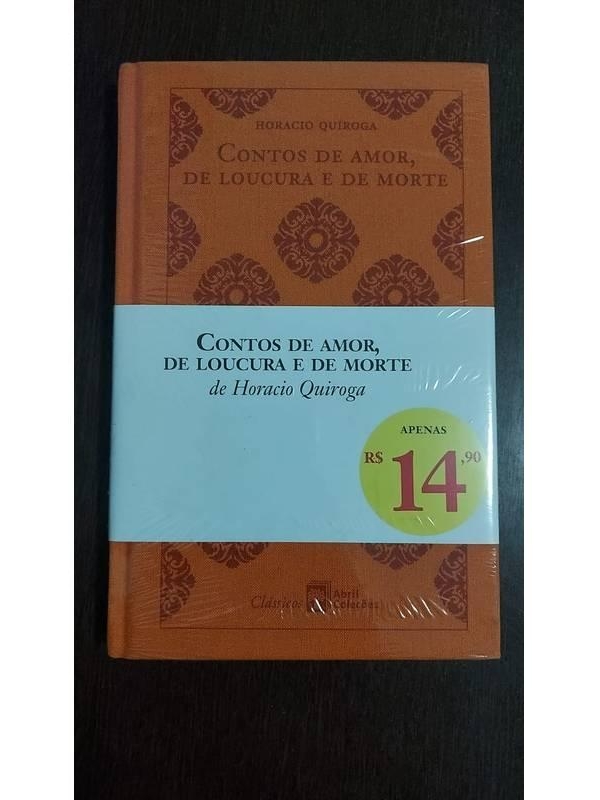 HORACIO QUIROGA
CONTOS DE AMOR,
DE LOUCURA E DE MORTE
CONTOS DE AMOR,
DE LOUCURA E DE MORTE
de Horacio Quiroga
APENAS
R$ 14,90
Clássicos Abril
Coleções